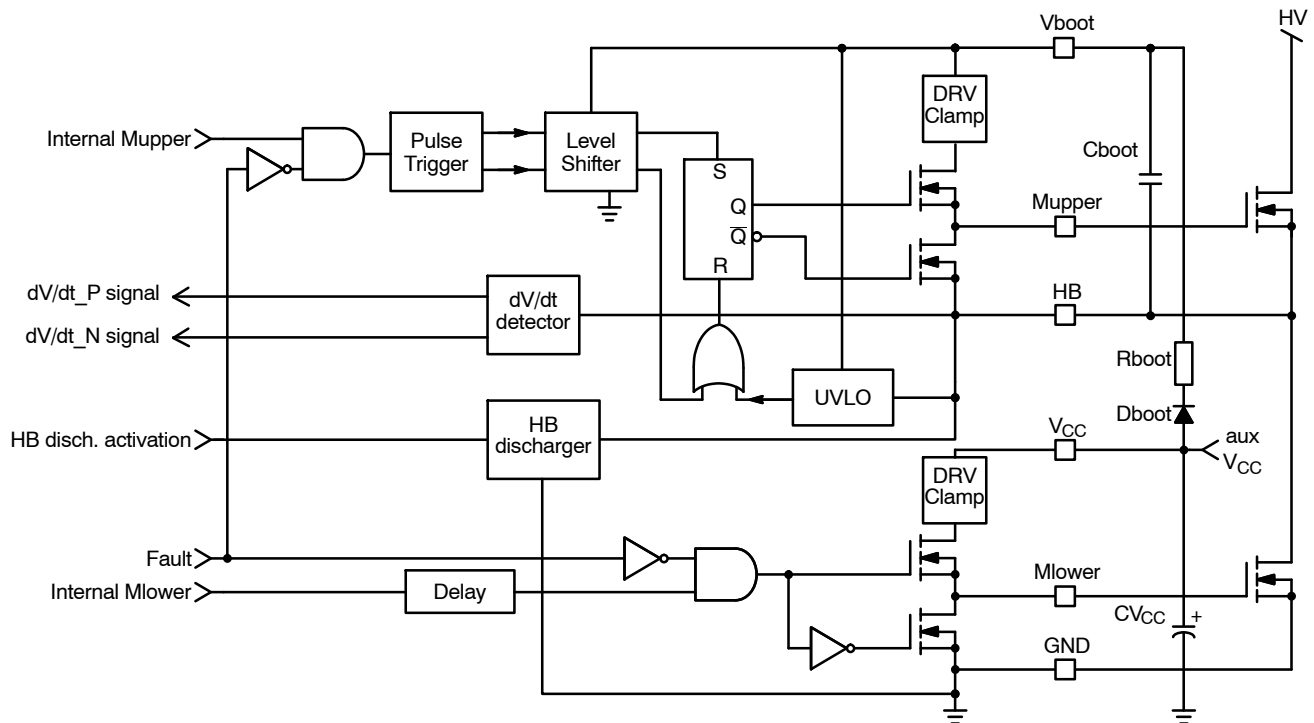 HV
Vboot
DRV
Clamp
Internal Mupper
Pulse
Trigger
Level
Shifter
Cboot
S
Q
Q̅
R
Mupper
dV/dt_P signal
dV/dt_N signal
dV/dt
detector
HB
Rboot
UVLO
Dboot
HB disch. activation
HB
discharger
VCC
aux
VCC
DRV
Clamp
Fault
Internal Mlower
Delay
Mlower
CVCC
+
GND